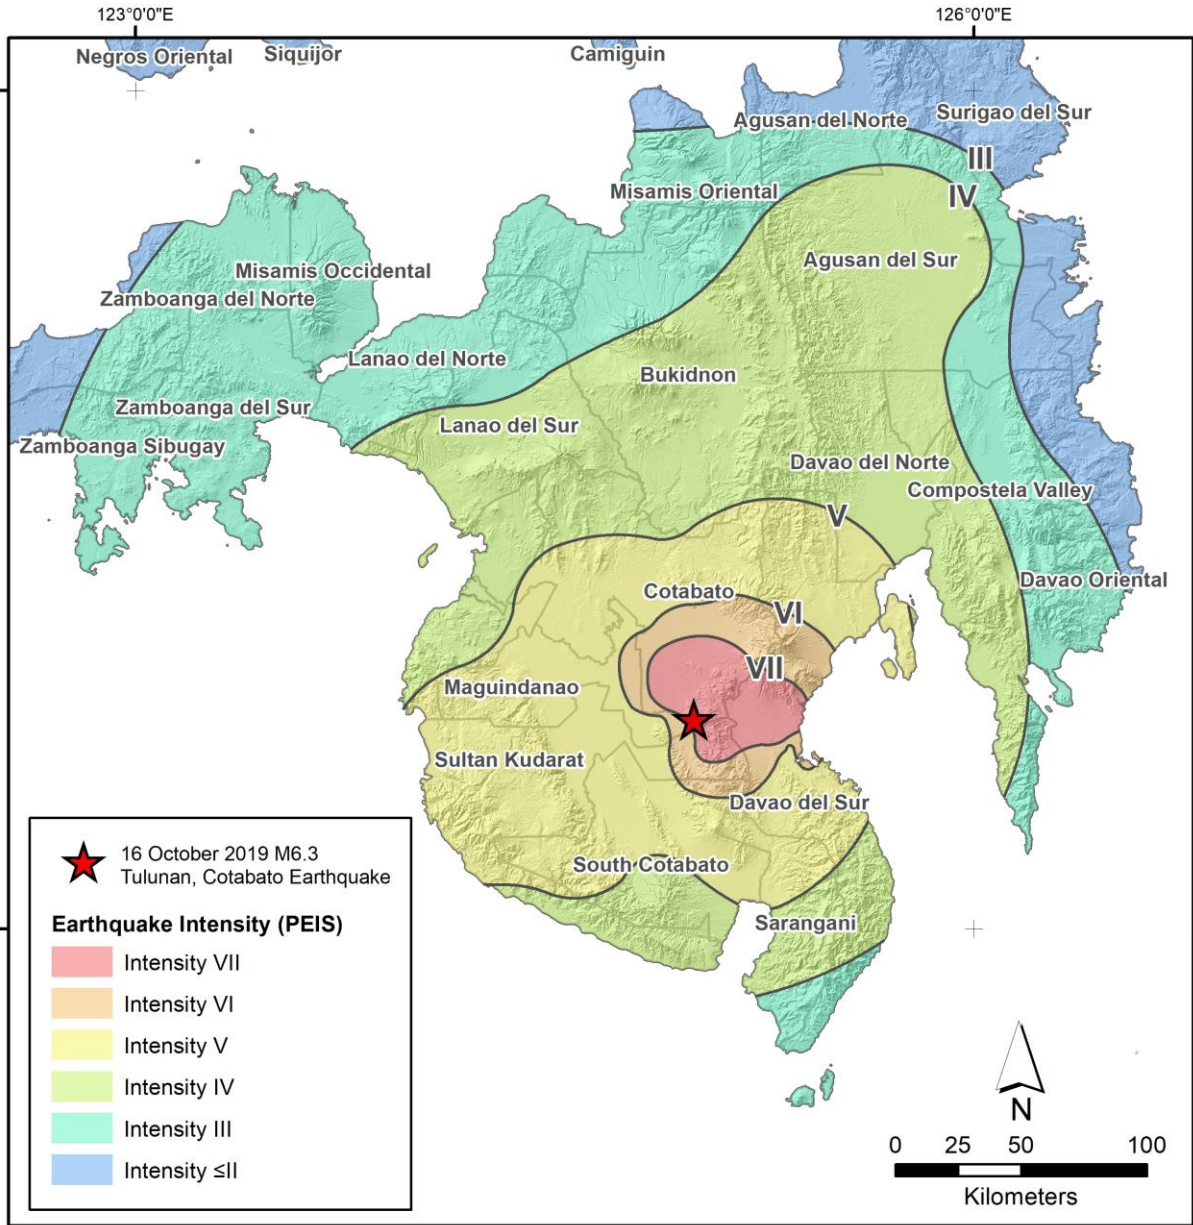 123°0'0"E
126°0'0"E
Negros Oriental
Siquijor
Camiguin
Agusan del Norte
Surigao del Sur
III
Misamis Oriental
IV
Agusan del Sur
Misamis Occidental
Zamboanga del Norte
Lanao del Norte
Bukidnon
Zamboanga del Sur
Lanao del Sur
Zamboanga Sibugay
Davao del Norte
Compostela Valley
V
Davao Oriental
Cotabato
VI
VII
Maguindanao
Sultan Kudarat
Davao del Sur
South Cotabato
Sarangani
16 October 2019 M6.3
Tulunan, Cotabato Earthquake
Earthquake Intensity (PEIS)
Intensity VII
Intensity VI
Intensity V
Intensity IV
Intensity III
Intensity ≤II
N
0 25 50 100
Kilometers